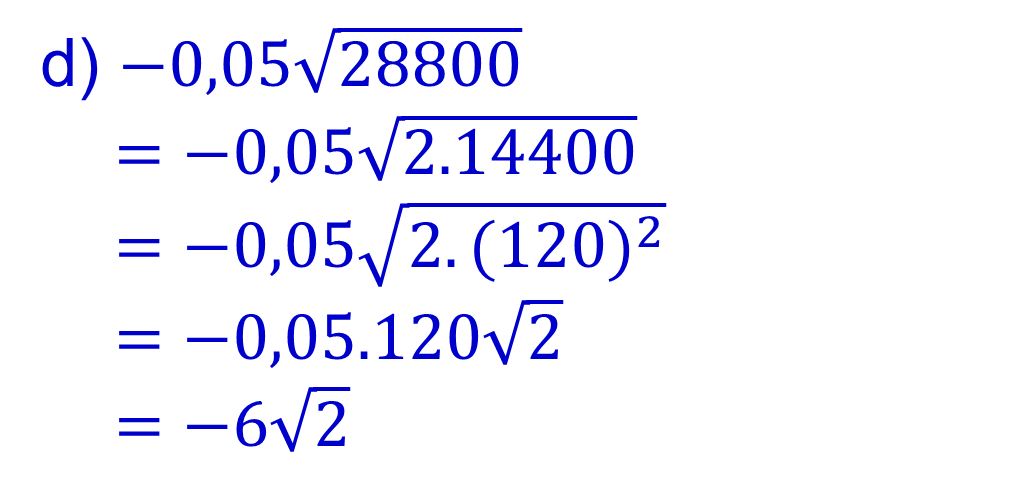 d) −0,05√28800
= −0,05√2.14400
= −0,05√2. (120)²
= −0,05.120√2
= −6√2